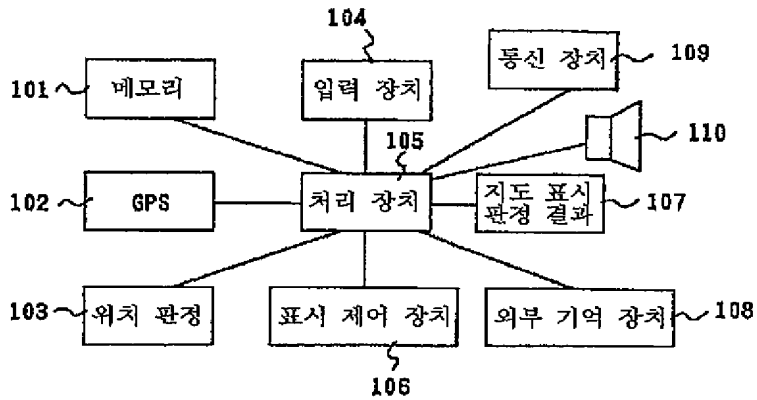 104
통신 장치
109
101
메모리
입력 장치
110
105
102
GPS
처리 장치
지도 표시
판정 결과
107
103
위치 판정
표시 제어 장치
외부 기억 장치
108
106